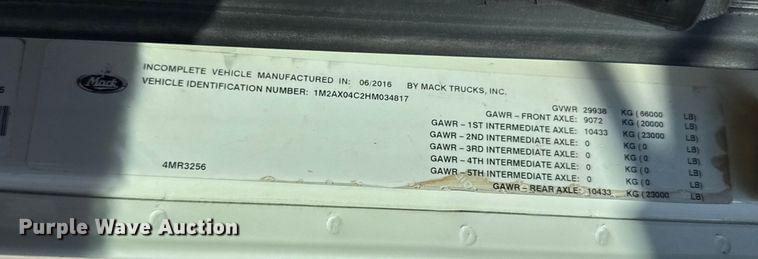 INCOMPLETE VEHICLE MANUFACTURED IN: 06/2016 BY MACK TRUCKS, INC.
VEHICLE IDENTIFICATION NUMBER: 1M2AX04C2HM034817
Mack
GVWR 29938 KG ( 66000 LB)
GAWR – FRONT AXLE: 9072 KG ( 20000 LB)
GAWR – 1ST INTERMEDIATE AXLE: 10433 KG ( 23000 LB)
GAWR – 2ND INTERMEDIATE AXLE: 0 KG ( 0 LB)
GAWR – 3RD INTERMEDIATE AXLE: 0 KG ( 0 LB)
GAWR – 4TH INTERMEDIATE AXLE: 0 KG ( 0 LB)
GAWR – 5TH INTERMEDIATE AXLE: 0 KG ( 0 LB)
GAWR – REAR AXLE: 10433 KG ( 23000 LB)
4MR3256
Purple Wave Auction